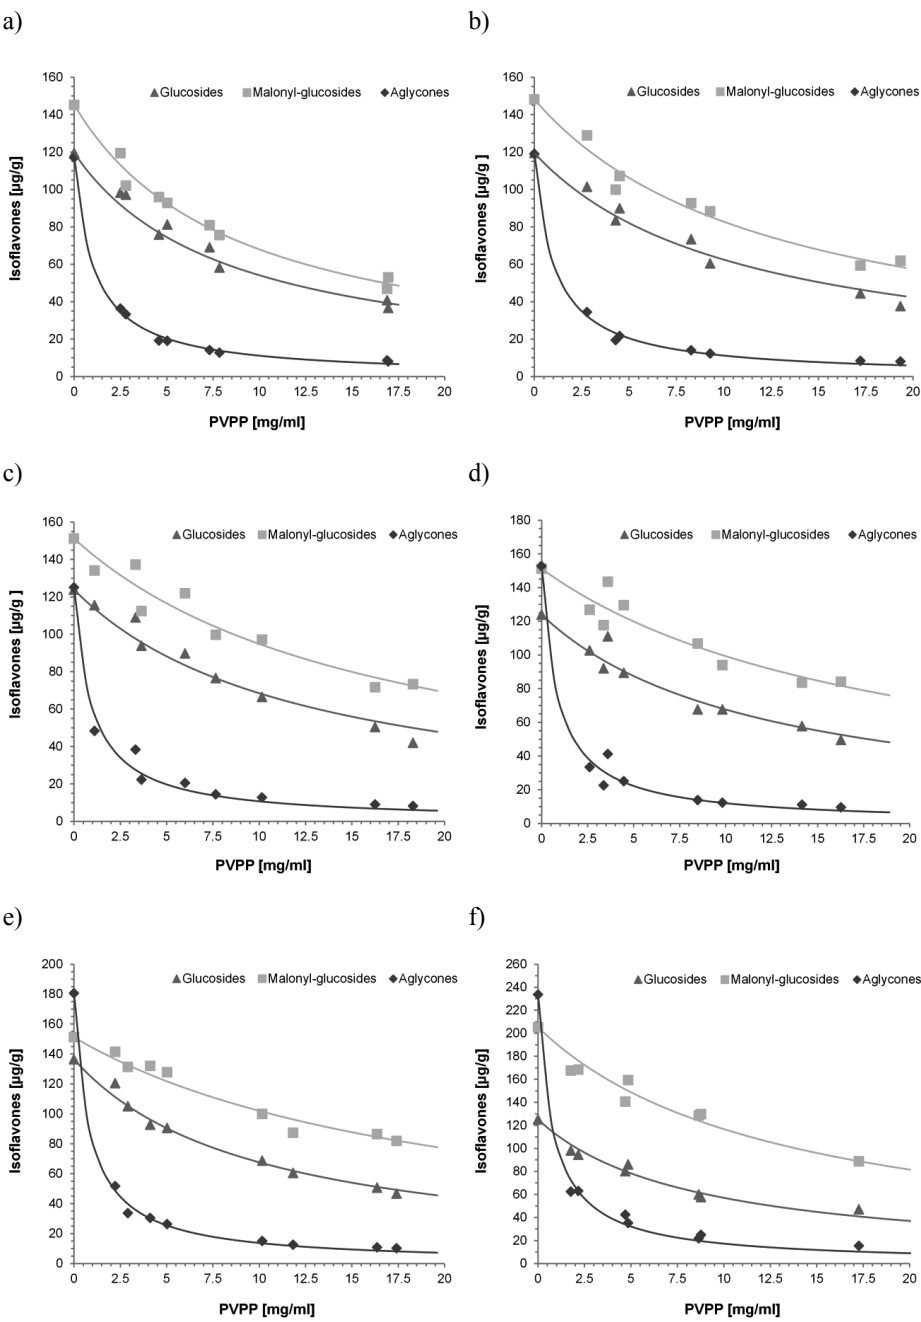 a)
b)
160
140
120
100
80
60
40
20
0
Isoflavones [µg/g]
Glucosides Malonyl-glucosides Aglycones
0 2.5 5 7.5 10 12.5 15 17.5
PVPP [mg/ml]
160
140
120
100
80
60
40
20
0
Isoflavones [µg/g ]
Glucosides Malonyl-glucosides Aglycones
0 2.5 5 7.5 10 12.5 15 17.5 20
PVPP [mg/ml]
c)
d)
160
140
120
100
80
60
40
20
0
Isoflavones [µg/g ]
Glucosides Malonyl-glucosides Aglycones
0 2.5 5 7.5 10 12.5 15 17.5 20
PVPP [mg/ml]
180
160
140
120
100
80
60
40
20
0
Isoflavones [µg/g]
Glucosides Malonyl-glucosides Aglycones
0 2.5 5 7.5 10 12.5 15 17.5 20
PVPP [mg/ml]
e)
f)
200
180
160
140
120
100
80
60
40
20
0
Isoflavones [µg/g]
Glucosides Malonyl-glucosides Aglycones
0 2.5 5 7.5 10 12.5 15 17.5 20
PVPP [mg/ml]
260
240
220
200
180
160
140
120
100
80
60
40
20
0
Isoflavones [µg/g]
Glucosides Malonyl-glucosides Aglycones
0 2.5 5 7.5 10 12.5 15 17.5 20
PVPP [mg/ml]